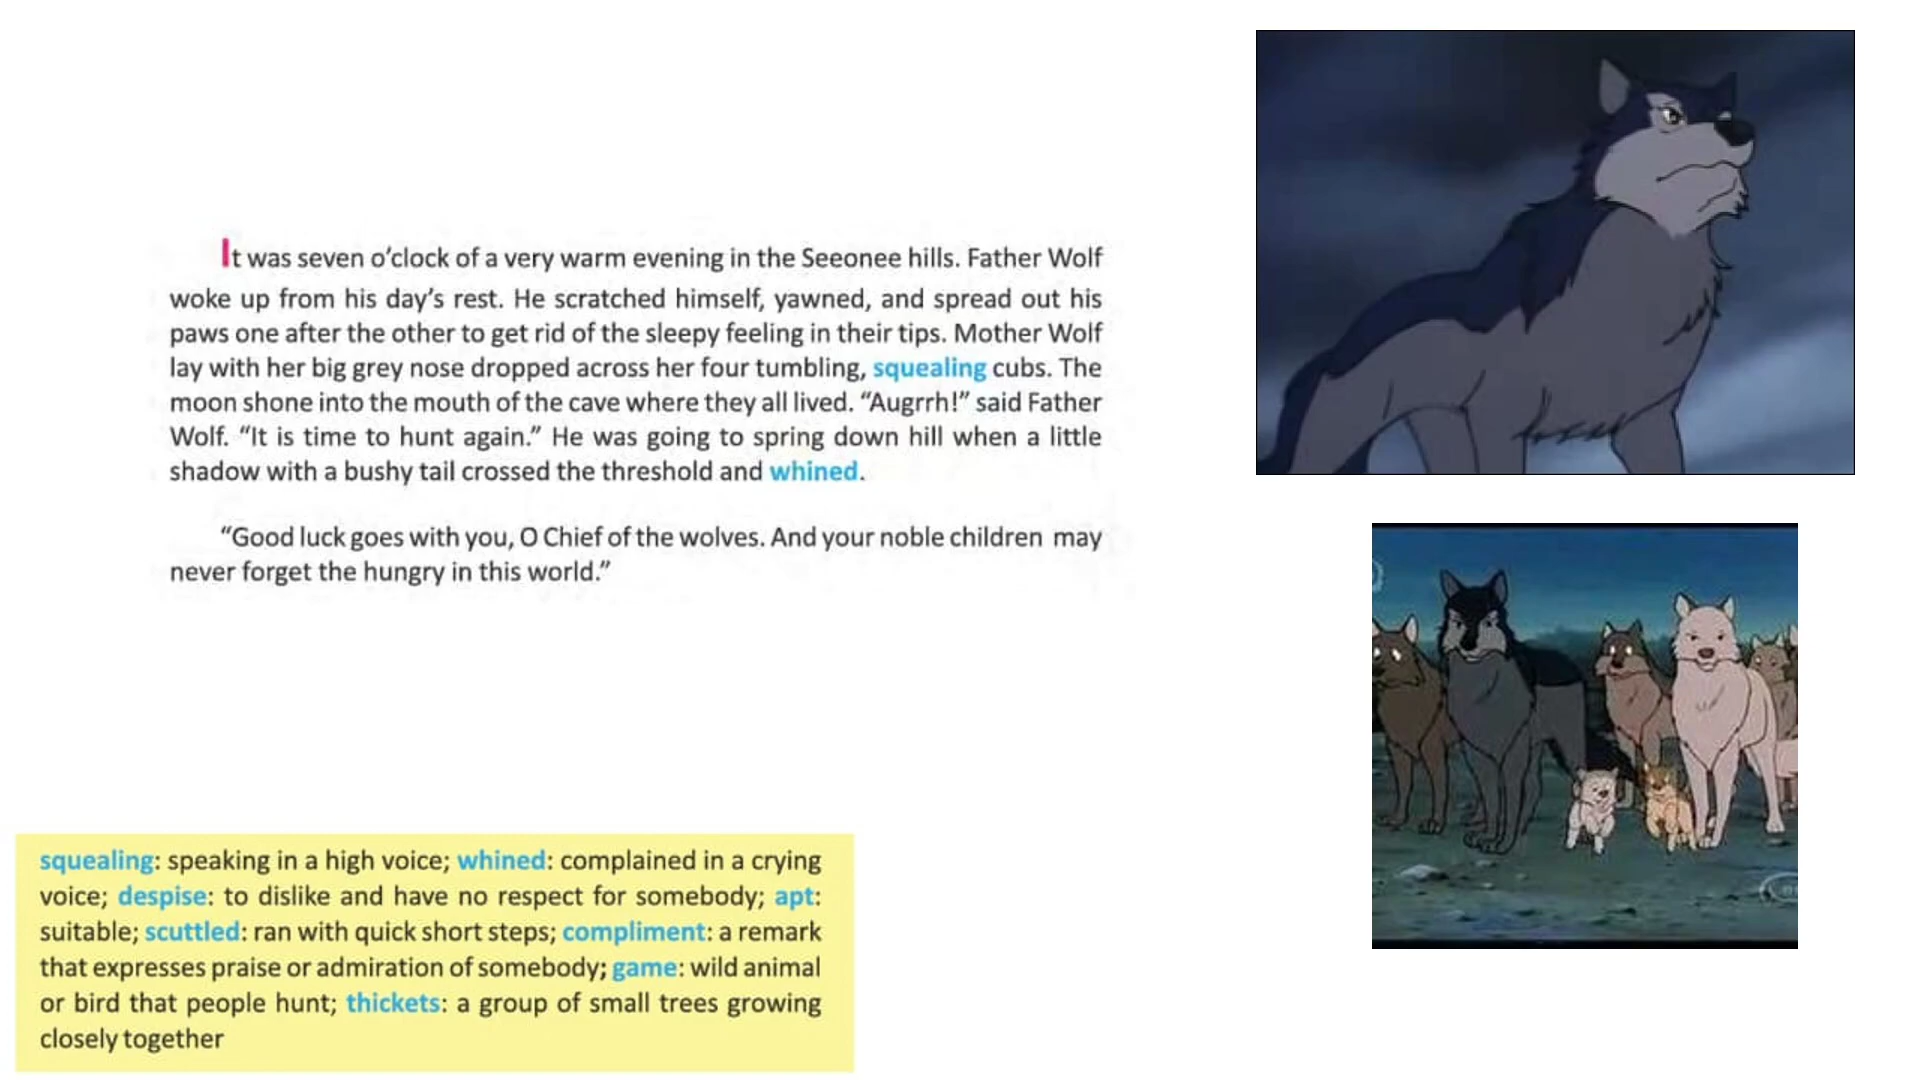 It was seven o’clock of a very warm evening in the Seeonee hills. Father Wolf
woke up from his day’s rest. He scratched himself, yawned, and spread out his
paws one after the other to get rid of the sleepy feeling in their tips. Mother Wolf
lay with her big grey nose dropped across her four tumbling, squealing cubs. The
moon shone into the mouth of the cave where they all lived. “Augrrh!” said Father
Wolf. “It is time to hunt again.” He was going to spring down hill when a little
shadow with a bushy tail crossed the threshold and whined.
“Good luck goes with you, O Chief of the wolves. And your noble children may
never forget the hungry in this world.”
squealing: speaking in a high voice; whined: complained in a crying
voice; despise: to dislike and have no respect for somebody; apt:
suitable; scuttled: ran with quick short steps; compliment: a remark
that expresses praise or admiration of somebody; game: wild animal
or bird that people hunt; thickets: a group of small trees growing
closely together